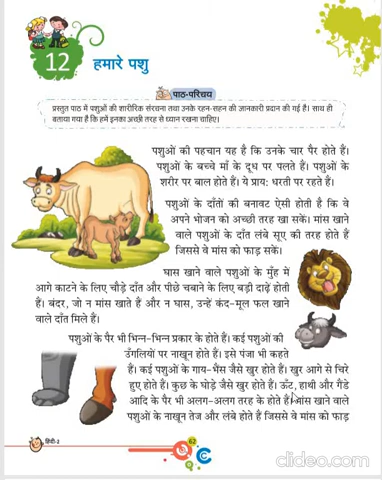 12
हमारे पशु
पाठ-परिचय
प्रस्तुत पाठ में पशुओं की शारीरिक संरचना तथा उनके रहन-सहन की जानकारी प्रदान की गई है। साथ ही
बताया गया है कि हमें इनका अच्छी तरह से ध्यान रखना चाहिए।
पशुओं की पहचान यह है कि उनके चार पैर होते हैं।
पशुओं के बच्चे माँ के दूध पर पलते हैं। पशुओं के
शरीर पर बाल होते हैं। ये प्रायः धरती पर रहते हैं।
पशुओं के दाँतों की बनावट ऐसी होती है कि वे
अपने भोजन को अच्छी तरह खा सकें। मांस खाने
वाले पशुओं के दाँत लंबे सूए की तरह होते हैं
जिससे वे मांस को फाड़ सकें।
घास खाने वाले पशुओं के मुँह में
आगे काटने के लिए चौड़े दाँत और पीछे चबाने के लिए बड़ी दाढ़ें होती
हैं। बंदर, जो न मांस खाते हैं और न घास, उन्हें कंद-मूल फल खाने
वाले दाँत मिले हैं।
पशुओं के पैर भी भिन्न-भिन्न प्रकार के होते हैं। कई पशुओं की
उँगलियों पर नाखून होते हैं। इसे पंजा भी कहते
हैं। कई पशुओं के गाय-भैंस जैसे खुर होते हैं। खुर आगे से चिरे
हुए होते हैं। कुछ के घोड़े जैसे खुर होते हैं। ऊँट, हाथी और गैंडे
आदि के पैर भी अलग-अलग तरह के होते हैं। मांस खाने वाले
पशुओं के नाखून तेज और लंबे होते हैं जिससे वे मांस को फाड़
हिंदी-2
62
clideo.com